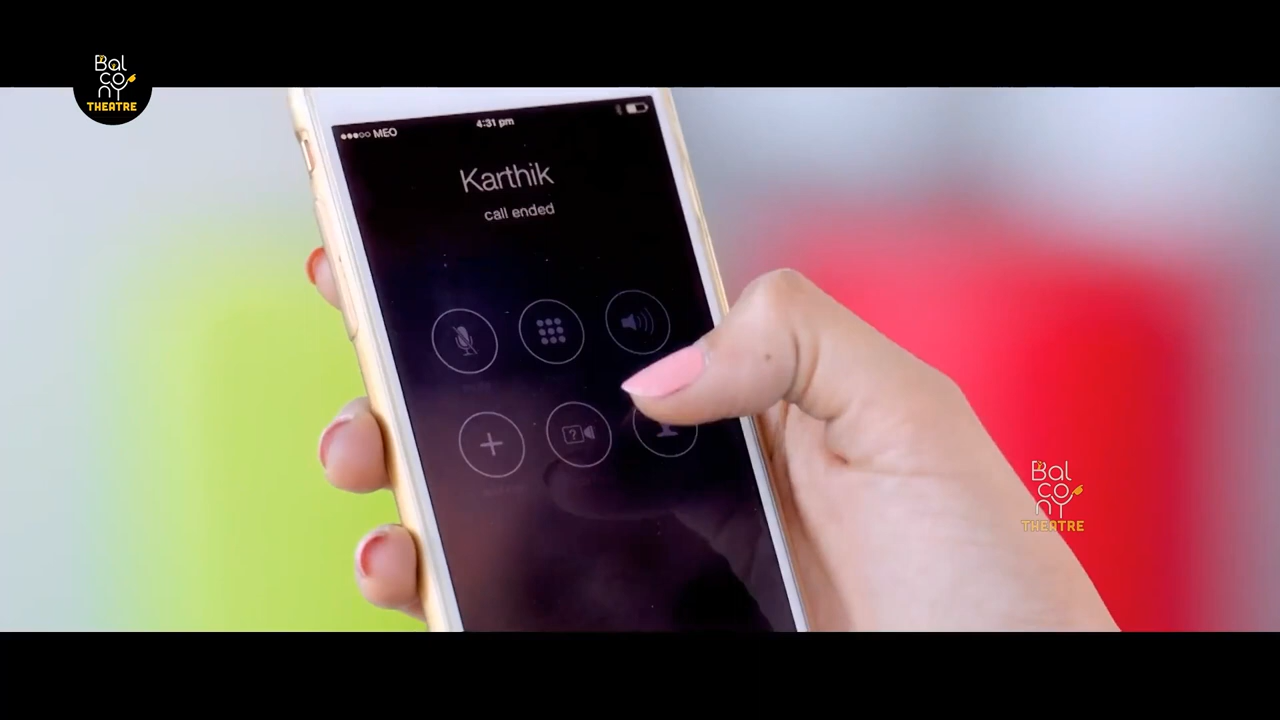 Bal
co
ny
THEATRE
MEO
4:31 pm
Karthik
call ended
?
Bal
co
ny
THEATRE